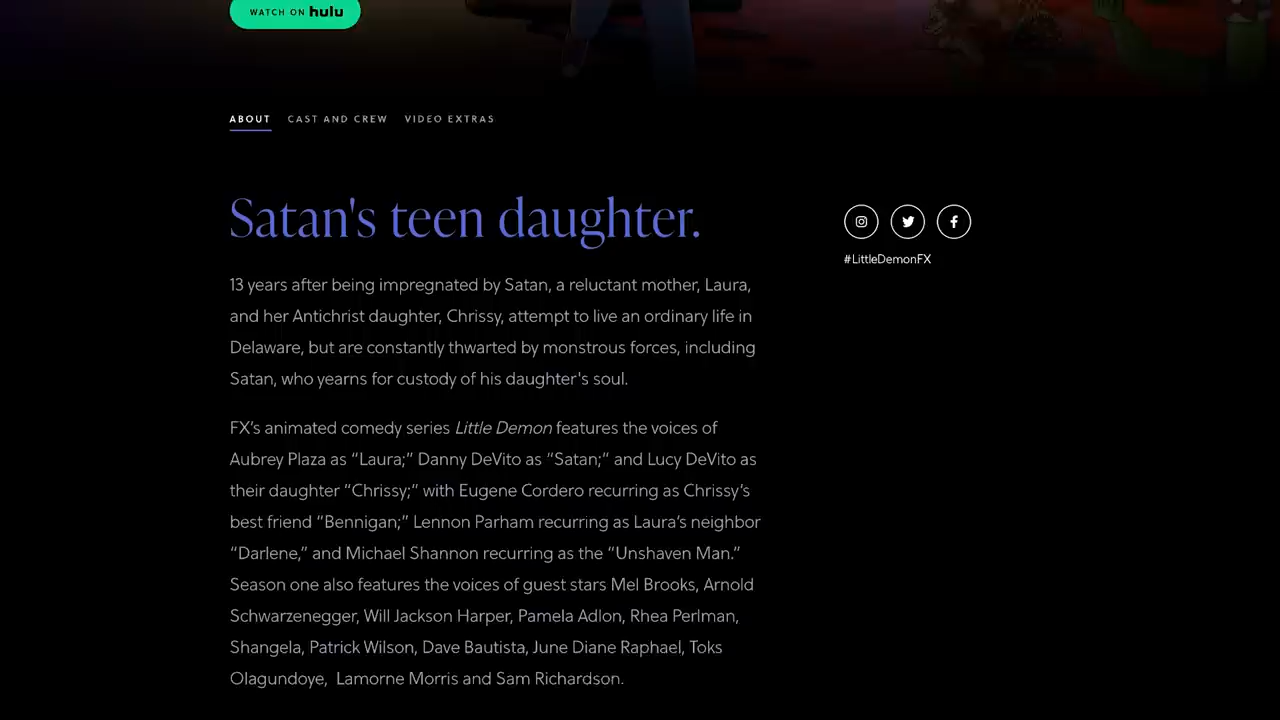 WATCH ON hulu
ABOUT CAST AND CREW VIDEO EXTRAS
Satan's teen daughter.
#LittleDemonFX
13 years after being impregnated by Satan, a reluctant mother, Laura,
and her Antichrist daughter, Chrissy, attempt to live an ordinary life in
Delaware, but are constantly thwarted by monstrous forces, including
Satan, who yearns for custody of his daughter's soul.
FX’s animated comedy series Little Demon features the voices of
Aubrey Plaza as “Laura;” Danny DeVito as “Satan;“ and Lucy DeVito as
their daughter “Chrissy;“ with Eugene Cordero recurring as Chrissy’s
best friend “Bennigan;” Lennon Parham recurring as Laura’s neighbor
“Darlene,” and Michael Shannon recurring as the “Unshaven Man.”
Season one also features the voices of guest stars Mel Brooks, Arnold
Schwarzenegger, Will Jackson Harper, Pamela Adlon, Rhea Perlman,
Shangela, Patrick Wilson, Dave Bautista, June Diane Raphael, Toks
Olagundoye,  Lamorne Morris and Sam Richardson.